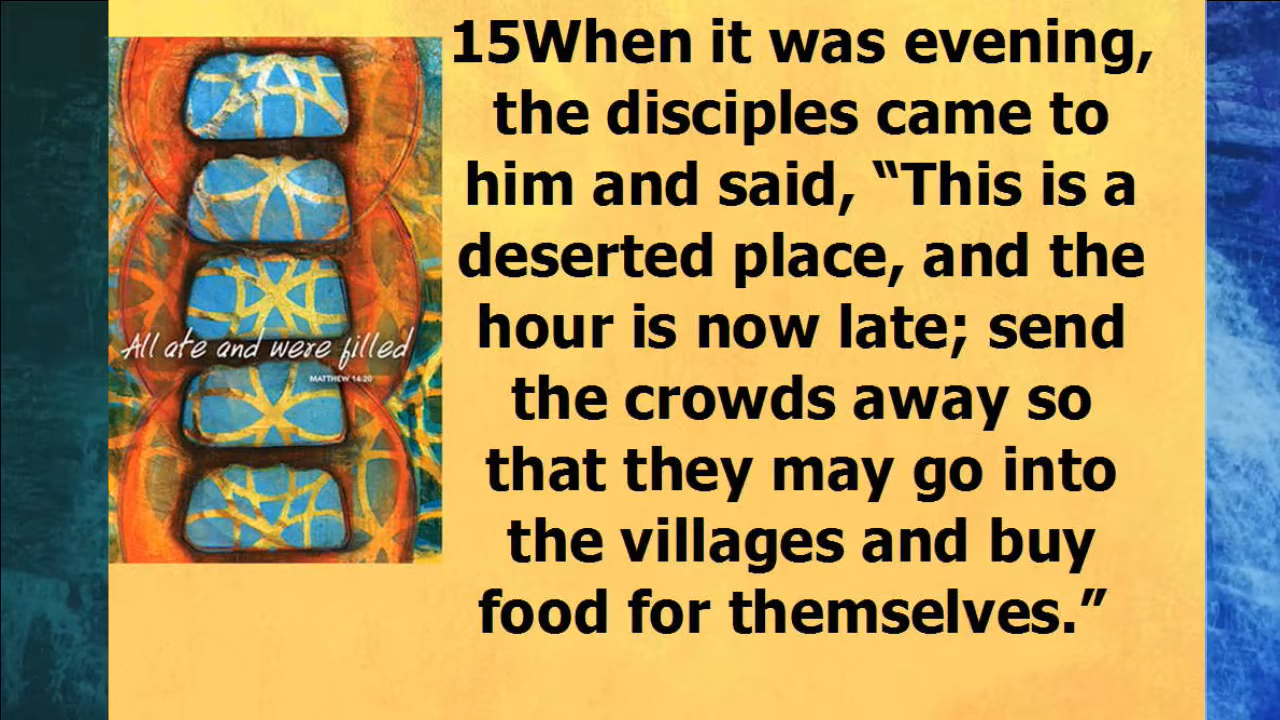 All ate and were filled
MATTHEW 14:20
15When it was evening,
the disciples came to
him and said, “This is a
deserted place, and the
hour is now late; send
the crowds away so
that they may go into
the villages and buy
food for themselves.”